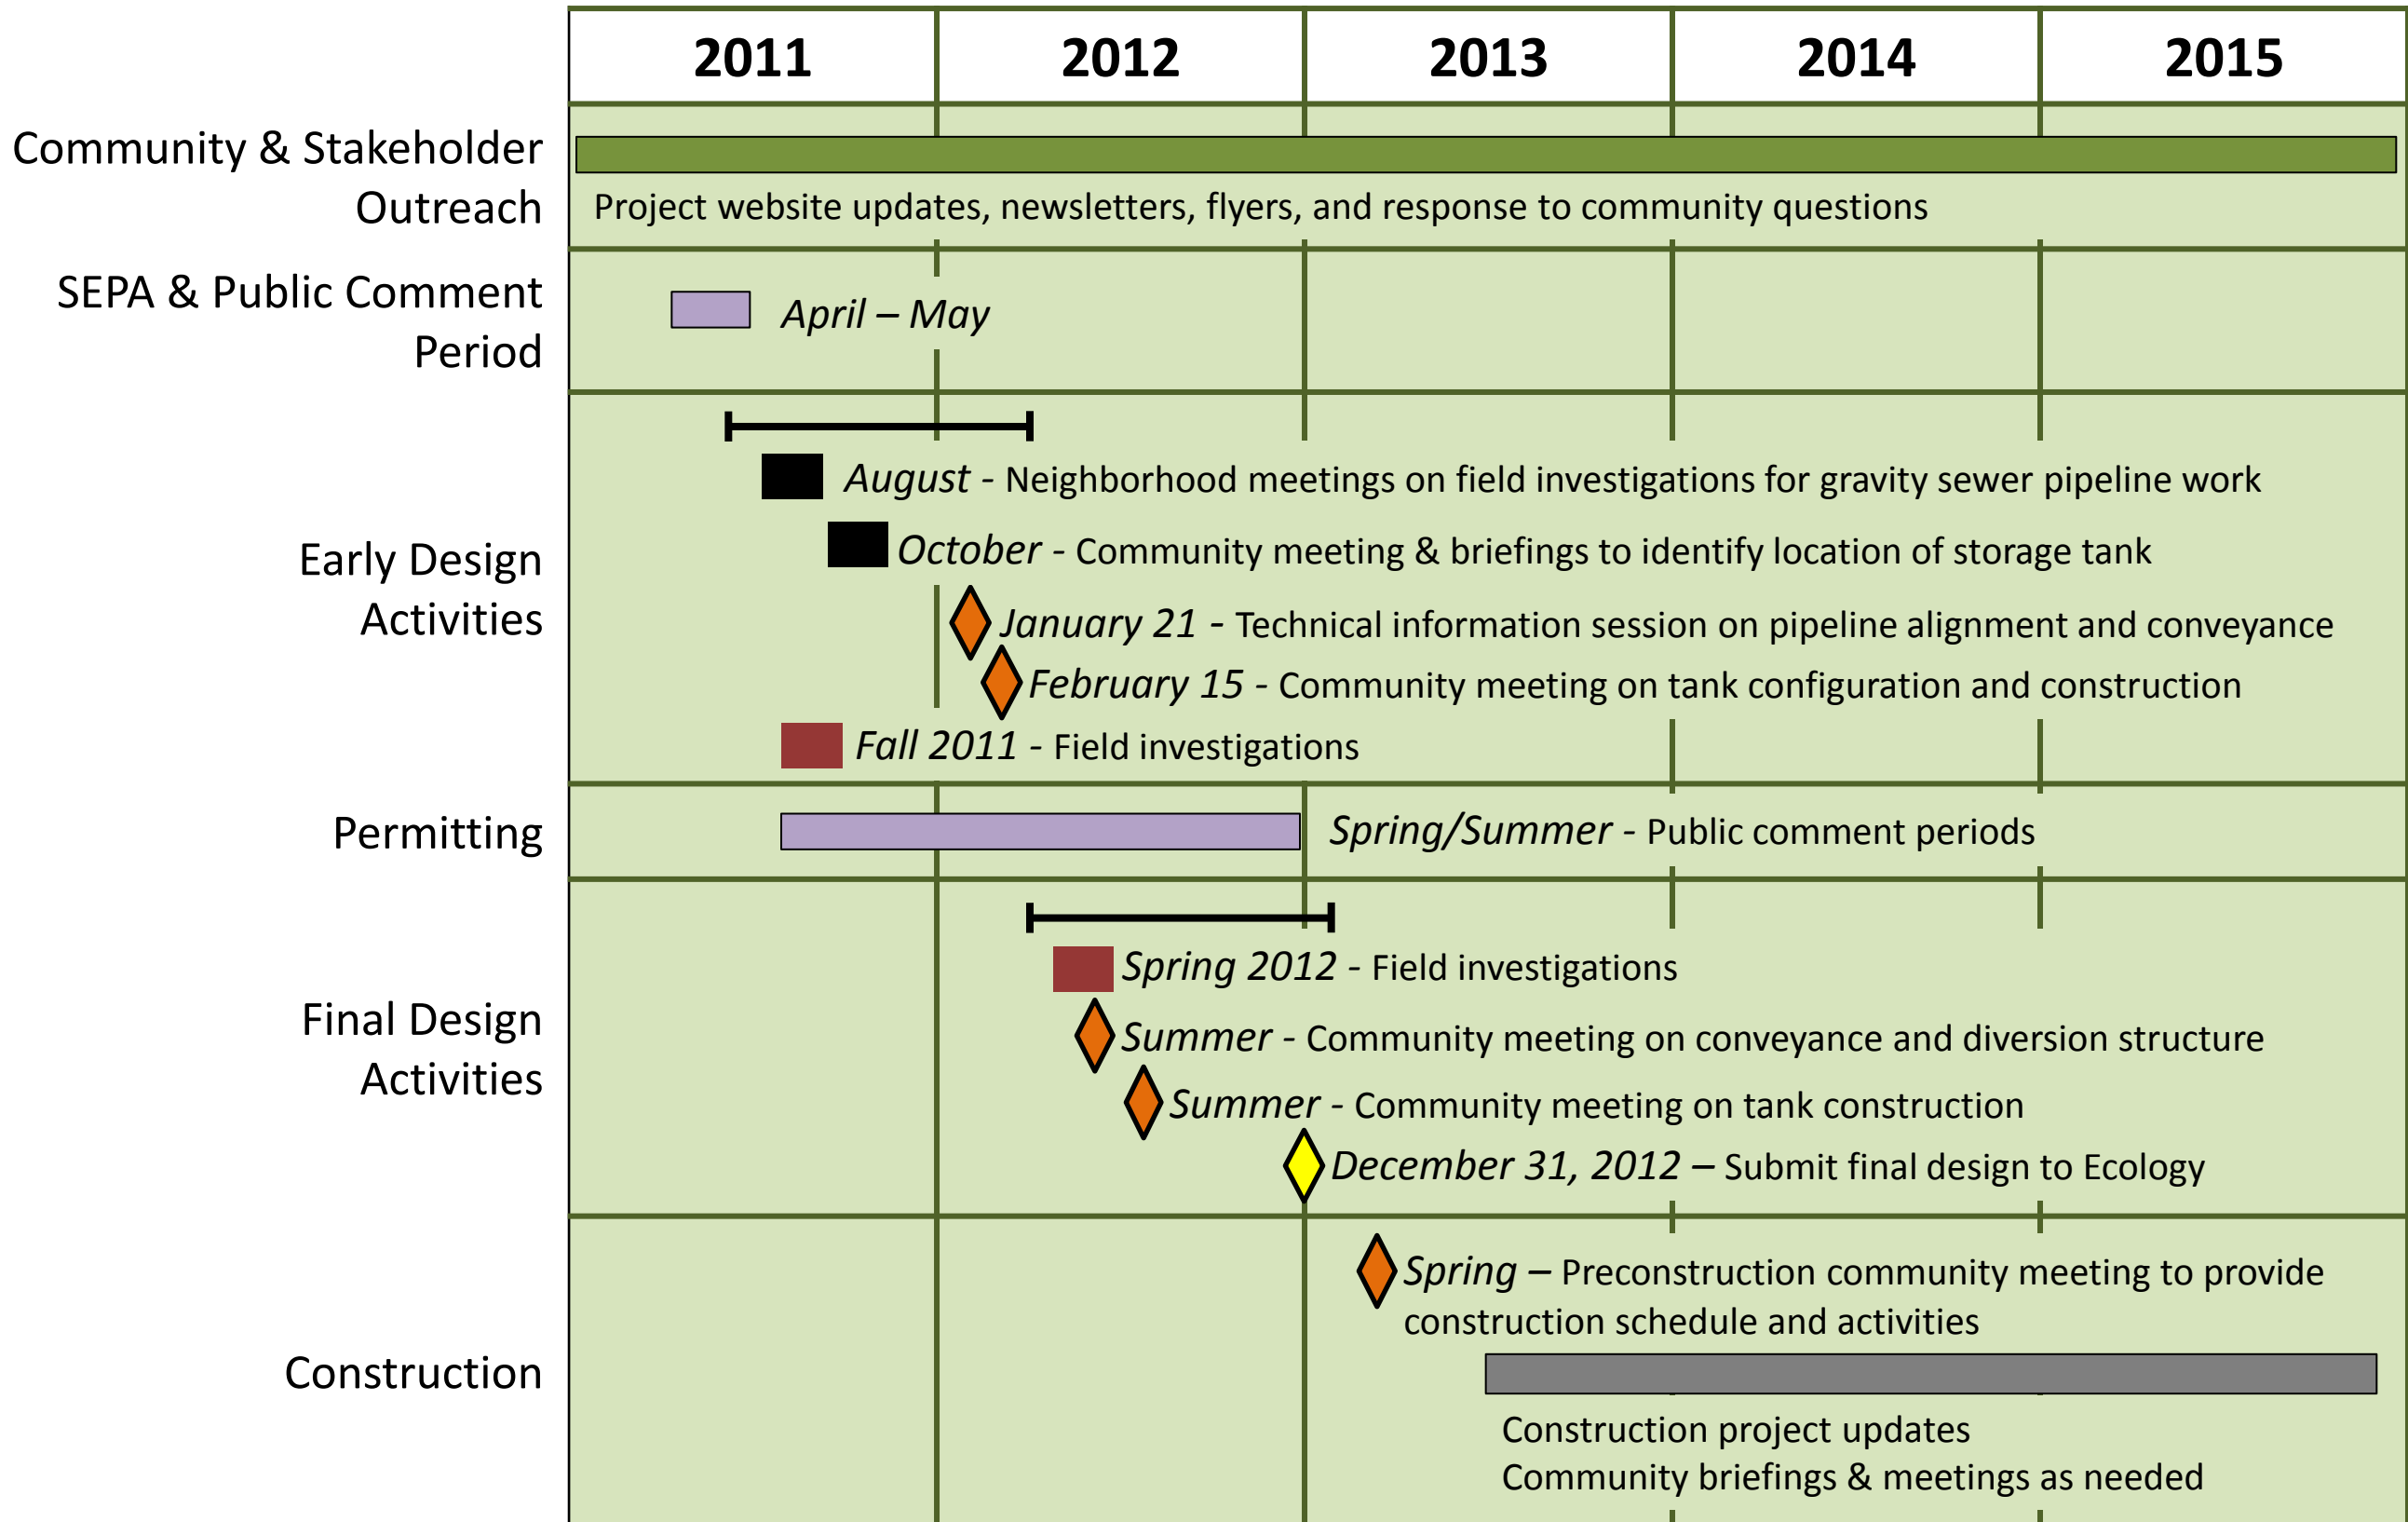 2011 2012 2013 2014 2015
Community & Stakeholder
Outreach
Project website updates, newsletters, flyers, and response to community questions
SEPA & Public Comment
Period
April – May
Early Design
Activities
August - Neighborhood meetings on field investigations for gravity sewer pipeline work
October - Community meeting & briefings to identify location of storage tank
January 21 - Technical information session on pipeline alignment and conveyance
February 15 - Community meeting on tank configuration and construction
Fall 2011 - Field investigations
Permitting
Spring/Summer - Public comment periods
Final Design
Activities
Spring 2012 - Field investigations
Summer - Community meeting on conveyance and diversion structure
Summer - Community meeting on tank construction
December 31, 2012 – Submit final design to Ecology
Construction
Spring – Preconstruction community meeting to provide
construction schedule and activities
Construction project updates
Community briefings & meetings as needed